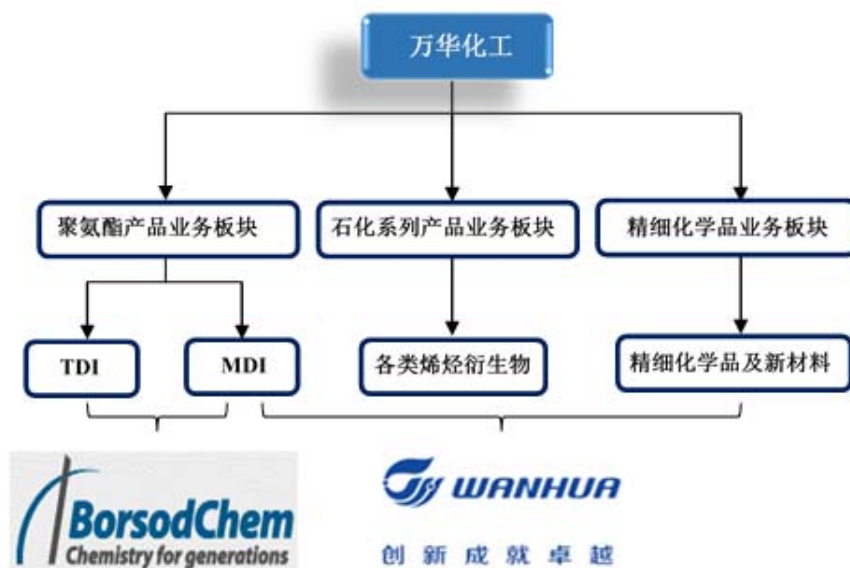 万华化工
聚氨酯产品业务板块
石化系列产品业务板块
精细化学品业务板块
TDI
MDI
各类烯烃衍生物
精细化学品及新材料
BorsodChem
Chemistry for generations
WANHUA
创新成就卓越